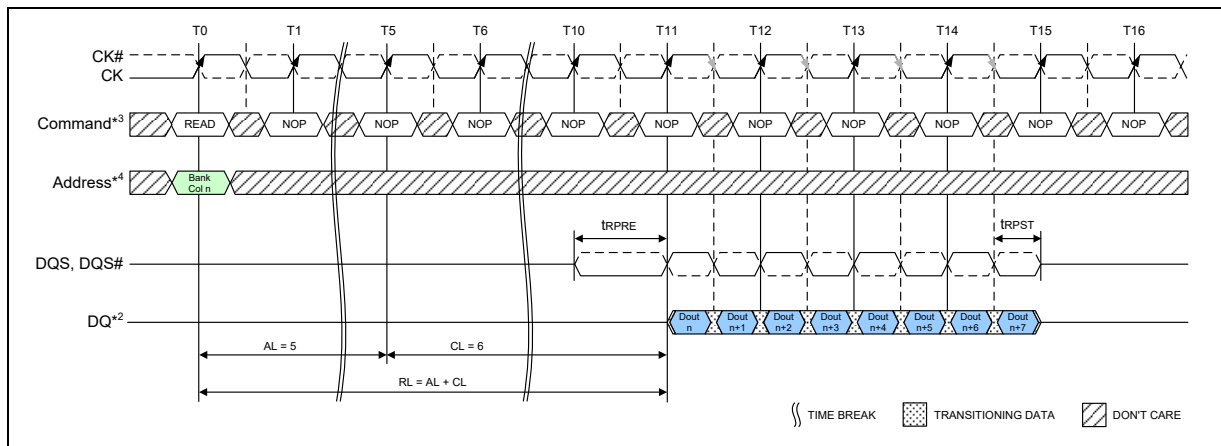 T0 T1 T5 T6 T10 T11 T12 T13 T14 T15 T16
CK#
CK
Command*3 READ NOP NOP NOP NOP NOP NOP NOP NOP NOP NOP
Address*4 Bank Col n
tRPRE tRPST
DQS, DQS#
DQ*2 Dout n Dout n+1 Dout n+2 Dout n+3 Dout n+4 Dout n+5 Dout n+6 Dout n+7
AL = 5 CL = 6
RL = AL + CL
TIME BREAK TRANSITIONING DATA DON'T CARE